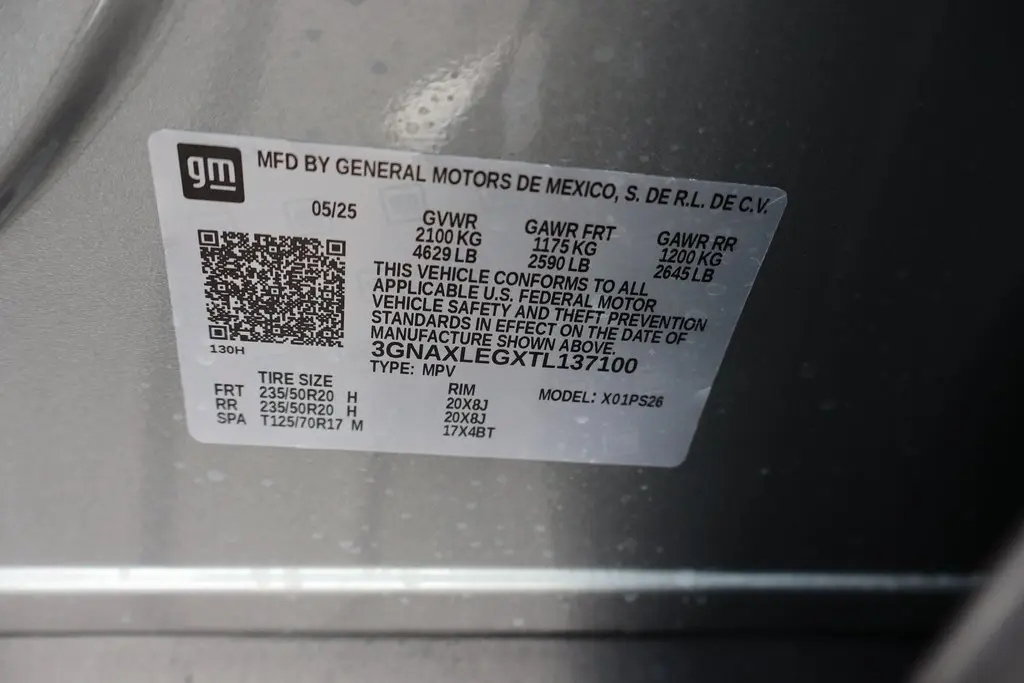 gm MFD BY GENERAL MOTORS DE MEXICO, S. DE R.L. DE C.V.
05/25 GVWR GAWR FRT GAWR RR
2100 KG 1175 KG 1200 KG
4629 LB 2590 LB 2645 LB
THIS VEHICLE CONFORMS TO ALL
APPLICABLE U.S. FEDERAL MOTOR
VEHICLE SAFETY AND THEFT PREVENTION
STANDARDS IN EFFECT ON THE DATE OF
MANUFACTURE SHOWN ABOVE.
130H
3GNAXLEGXTL137100
TYPE: MPV
TIRE SIZE RIM MODEL: X01PS26
FRT 235/50R20 H 20X8J
RR 235/50R20 H 20X8J
SPA T125/70R17 M 17X4BT